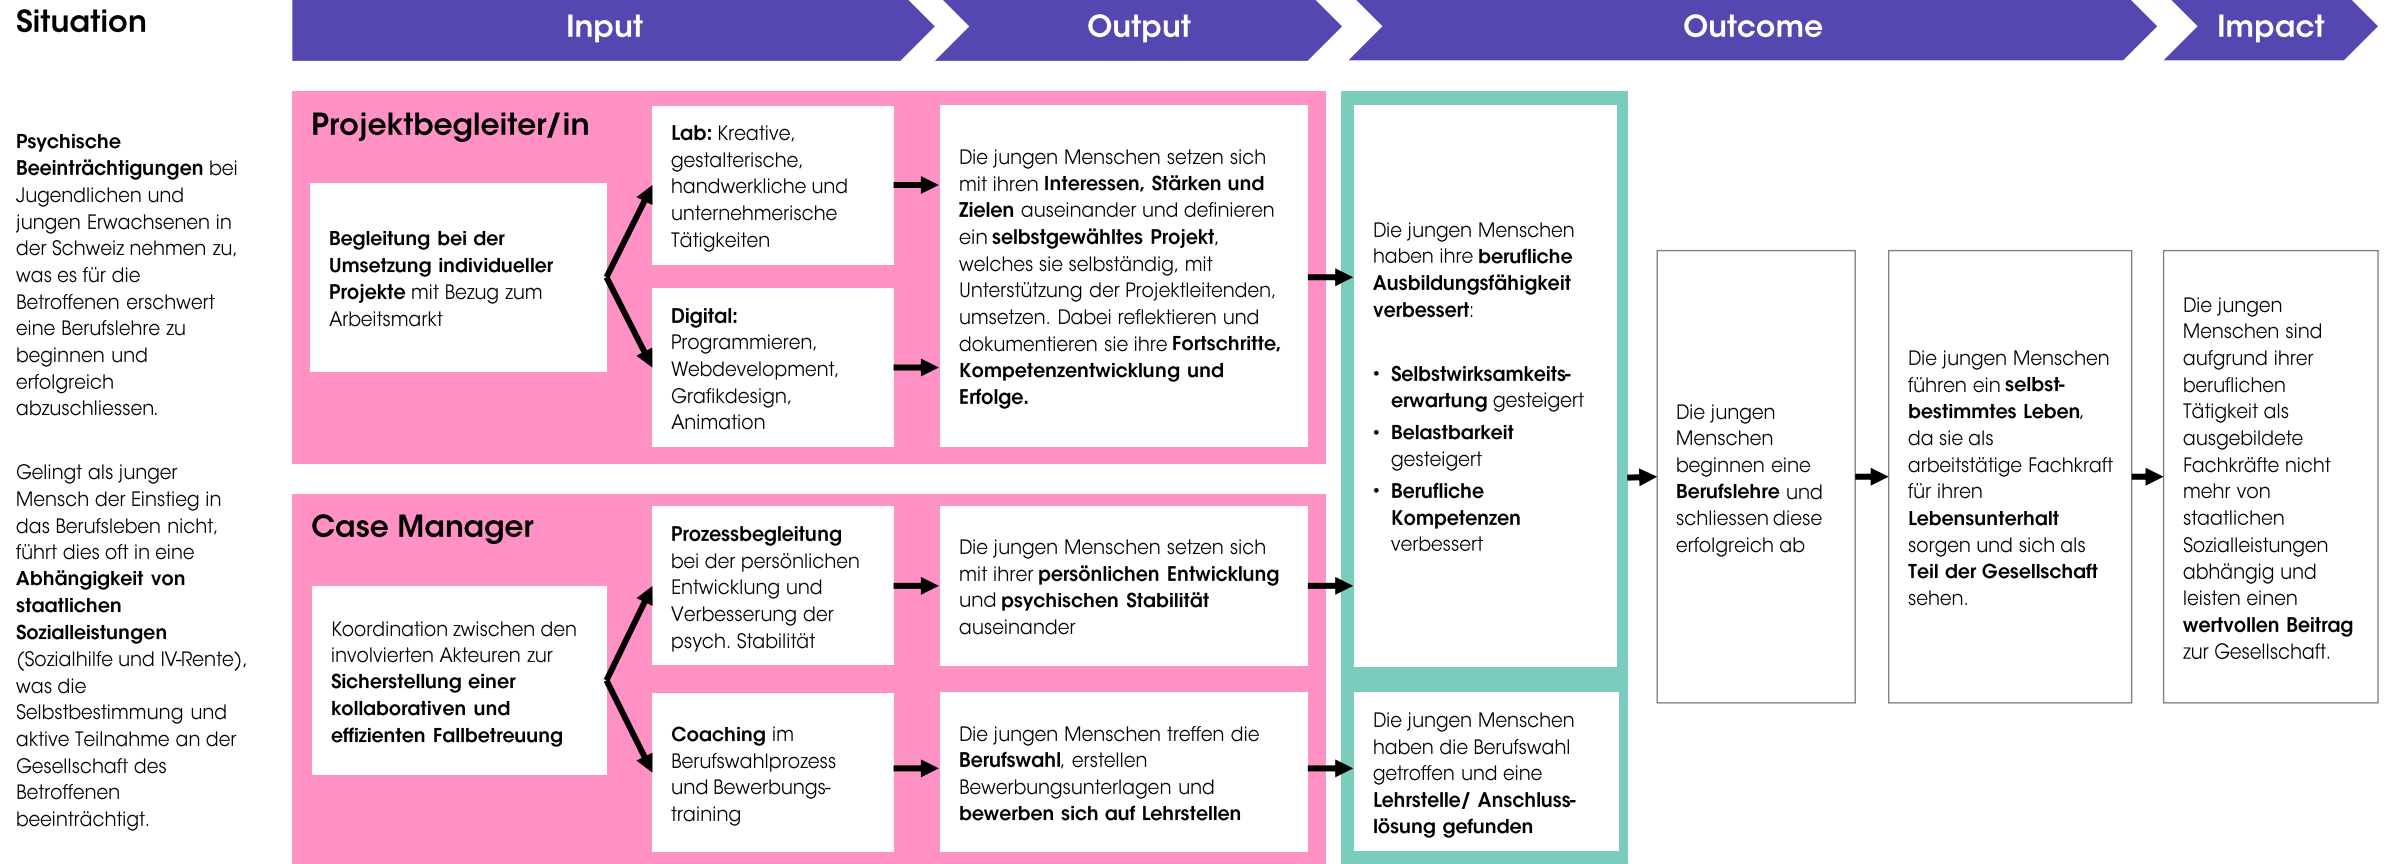 Situation
Input
Output
Outcome
Impact
Psychische
Beeinträchtigungen bei
Jugendlichen und
jungen Erwachsenen in
der Schweiz nehmen zu,
was es für die
Betroffenen erschwert
eine Berufslehre zu
beginnen und
erfolgreich
abzuschliessen.
Gelingt als junger
Mensch der Einstieg in
das Berufsleben nicht,
führt dies oft in eine
Abhängigkeit von
staatlichen
Sozialleistungen
(Sozialhilfe und IV-Rente),
was die
Selbstbestimmung und
aktive Teilnahme an der
Gesellschaft des
Betroffenen
beeinträchtigt.
Projektbegleiter/in
Begleitung bei der
Umsetzung individueller
Projekte mit Bezug zum
Arbeitsmarkt
Lab: Kreative,
gestalterische,
handwerkliche und
unternehmerische
Tätigkeiten
Digital:
Programmieren,
Webdevelopment,
Grafikdesign,
Animation
Die jungen Menschen setzen sich
mit ihren Interessen, Stärken und
Zielen auseinander und definieren
ein selbstgewähltes Projekt,
welches sie selbständig, mit
Unterstützung der Projektleitenden,
umsetzen. Dabei reflektieren und
dokumentieren sie ihre Fortschritte,
Kompetenzentwicklung und
Erfolge.
Case Manager
Koordination zwischen den
involvierten Akteuren zur
Sicherstellung einer
kollaborativen und
effizienten Fallbetreuung
Prozessbegleitung
bei der persönlichen
Entwicklung und
Verbesserung der
psych. Stabilität
Coaching im
Berufswahlprozess
und Bewerbungs-
training
Die jungen Menschen setzen sich
mit ihrer persönlichen Entwicklung
und psychischen Stabilität
auseinander
Die jungen Menschen treffen die
Berufswahl, erstellen
Bewerbungsunterlagen und
bewerben sich auf Lehrstellen
Die jungen Menschen
haben ihre berufliche
Ausbildungsfähigkeit
verbessert:
• Selbstwirksamkeits-
erwartung gesteigert
• Belastbarkeit
gesteigert
• Berufliche
Kompetenzen
verbessert
Die jungen Menschen
haben die Berufswahl
getroffen und eine
Lehrstelle/ Anschluss-
lösung gefunden
Die jungen
Menschen
beginnen eine
Berufslehre und
schliessen diese
erfolgreich ab
Die jungen Menschen
führen ein selbst-
bestimmtes Leben,
da sie als
arbeitstätige Fachkraft
für ihren
Lebensunterhalt
sorgen und sich als
Teil der Gesellschaft
sehen.
Die jungen
Menschen sind
aufgrund ihrer
beruflichen
Tätigkeit als
ausgebildete
Fachkräfte nicht
mehr von
staatlichen
Sozialleistungen
abhängig und
leisten einen
wertvollen Beitrag
zur Gesellschaft.